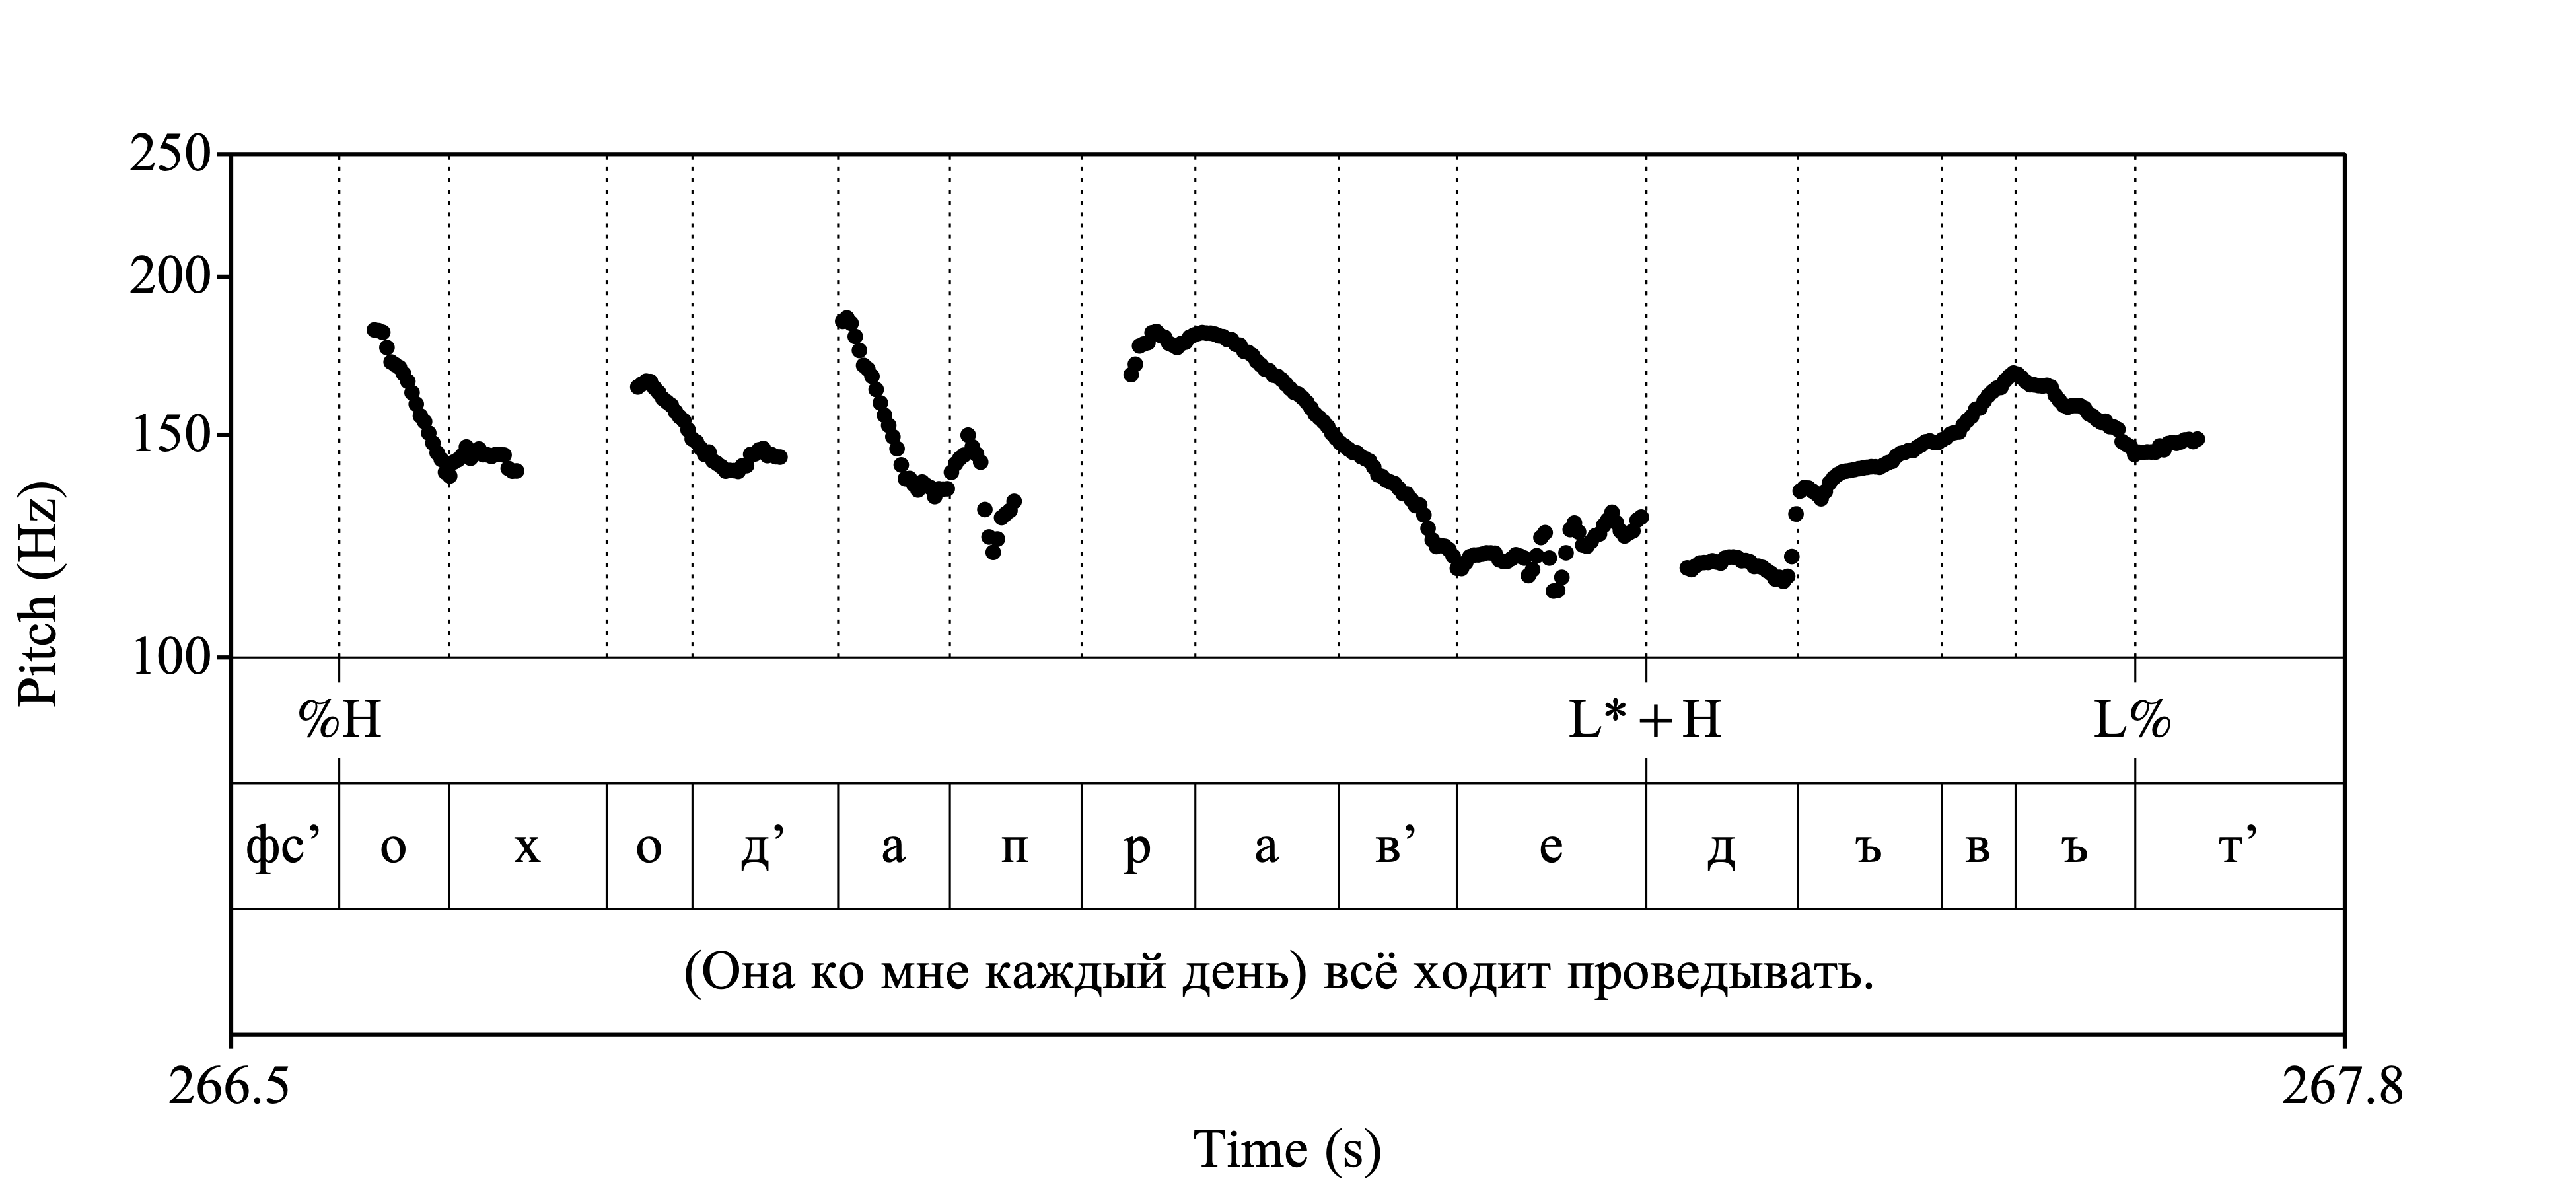 250
200
150
100
Pitch (Hz)
%H L*+H L%
фс’ о х о д’ а п р а в’ е д ъ в ъ т’
(Она ко мне каждый день) всё ходит проведывать.
266.5 267.8
Time (s)